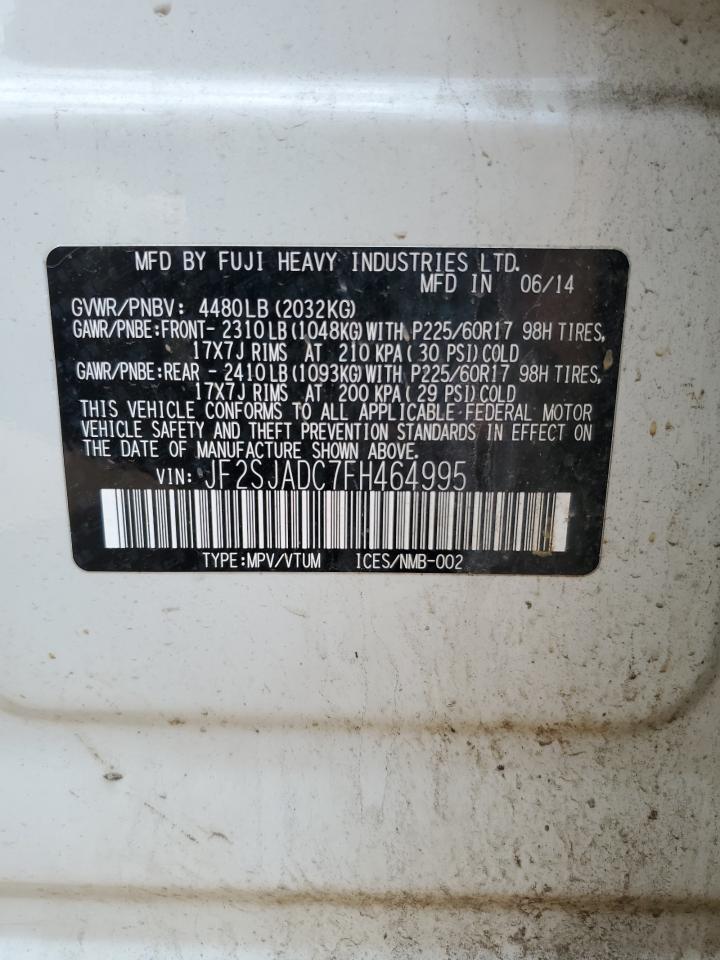 MFD BY FUJI HEAVY INDUSTRIES LTD.
MFD IN 06/14
GVWR/PNBV: 4480LB (2032KG)
GAWR/PNBE:FRONT- 2310LB (1048KG) WITH P225/60R17 98H TIRES,
17X7J RIMS AT 210 KPA ( 30 PSI) COLD
GAWR/PNBE:REAR - 2410LB (1093KG) WITH P225/60R17 98H TIRES,
17X7J RIMS AT 200 KPA (29 PSI) COLD
THIS VEHICLE CONFORMS TO ALL APPLICABLE FEDERAL MOTOR
VEHICLE SAFETY AND THEFT PREVENTION STANDARDS IN EFFECT ON
THE DATE OF MANUFACTURE SHOWN ABOVE.
VIN: JF2SJADC7FH464995
TYPE:MPV/VTUM ICES/NMB-002